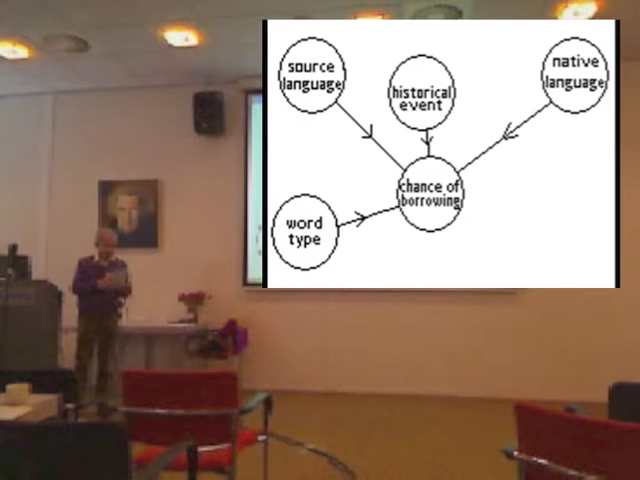 source
language
historical
event
native
language
chance of
borrowing
word
type